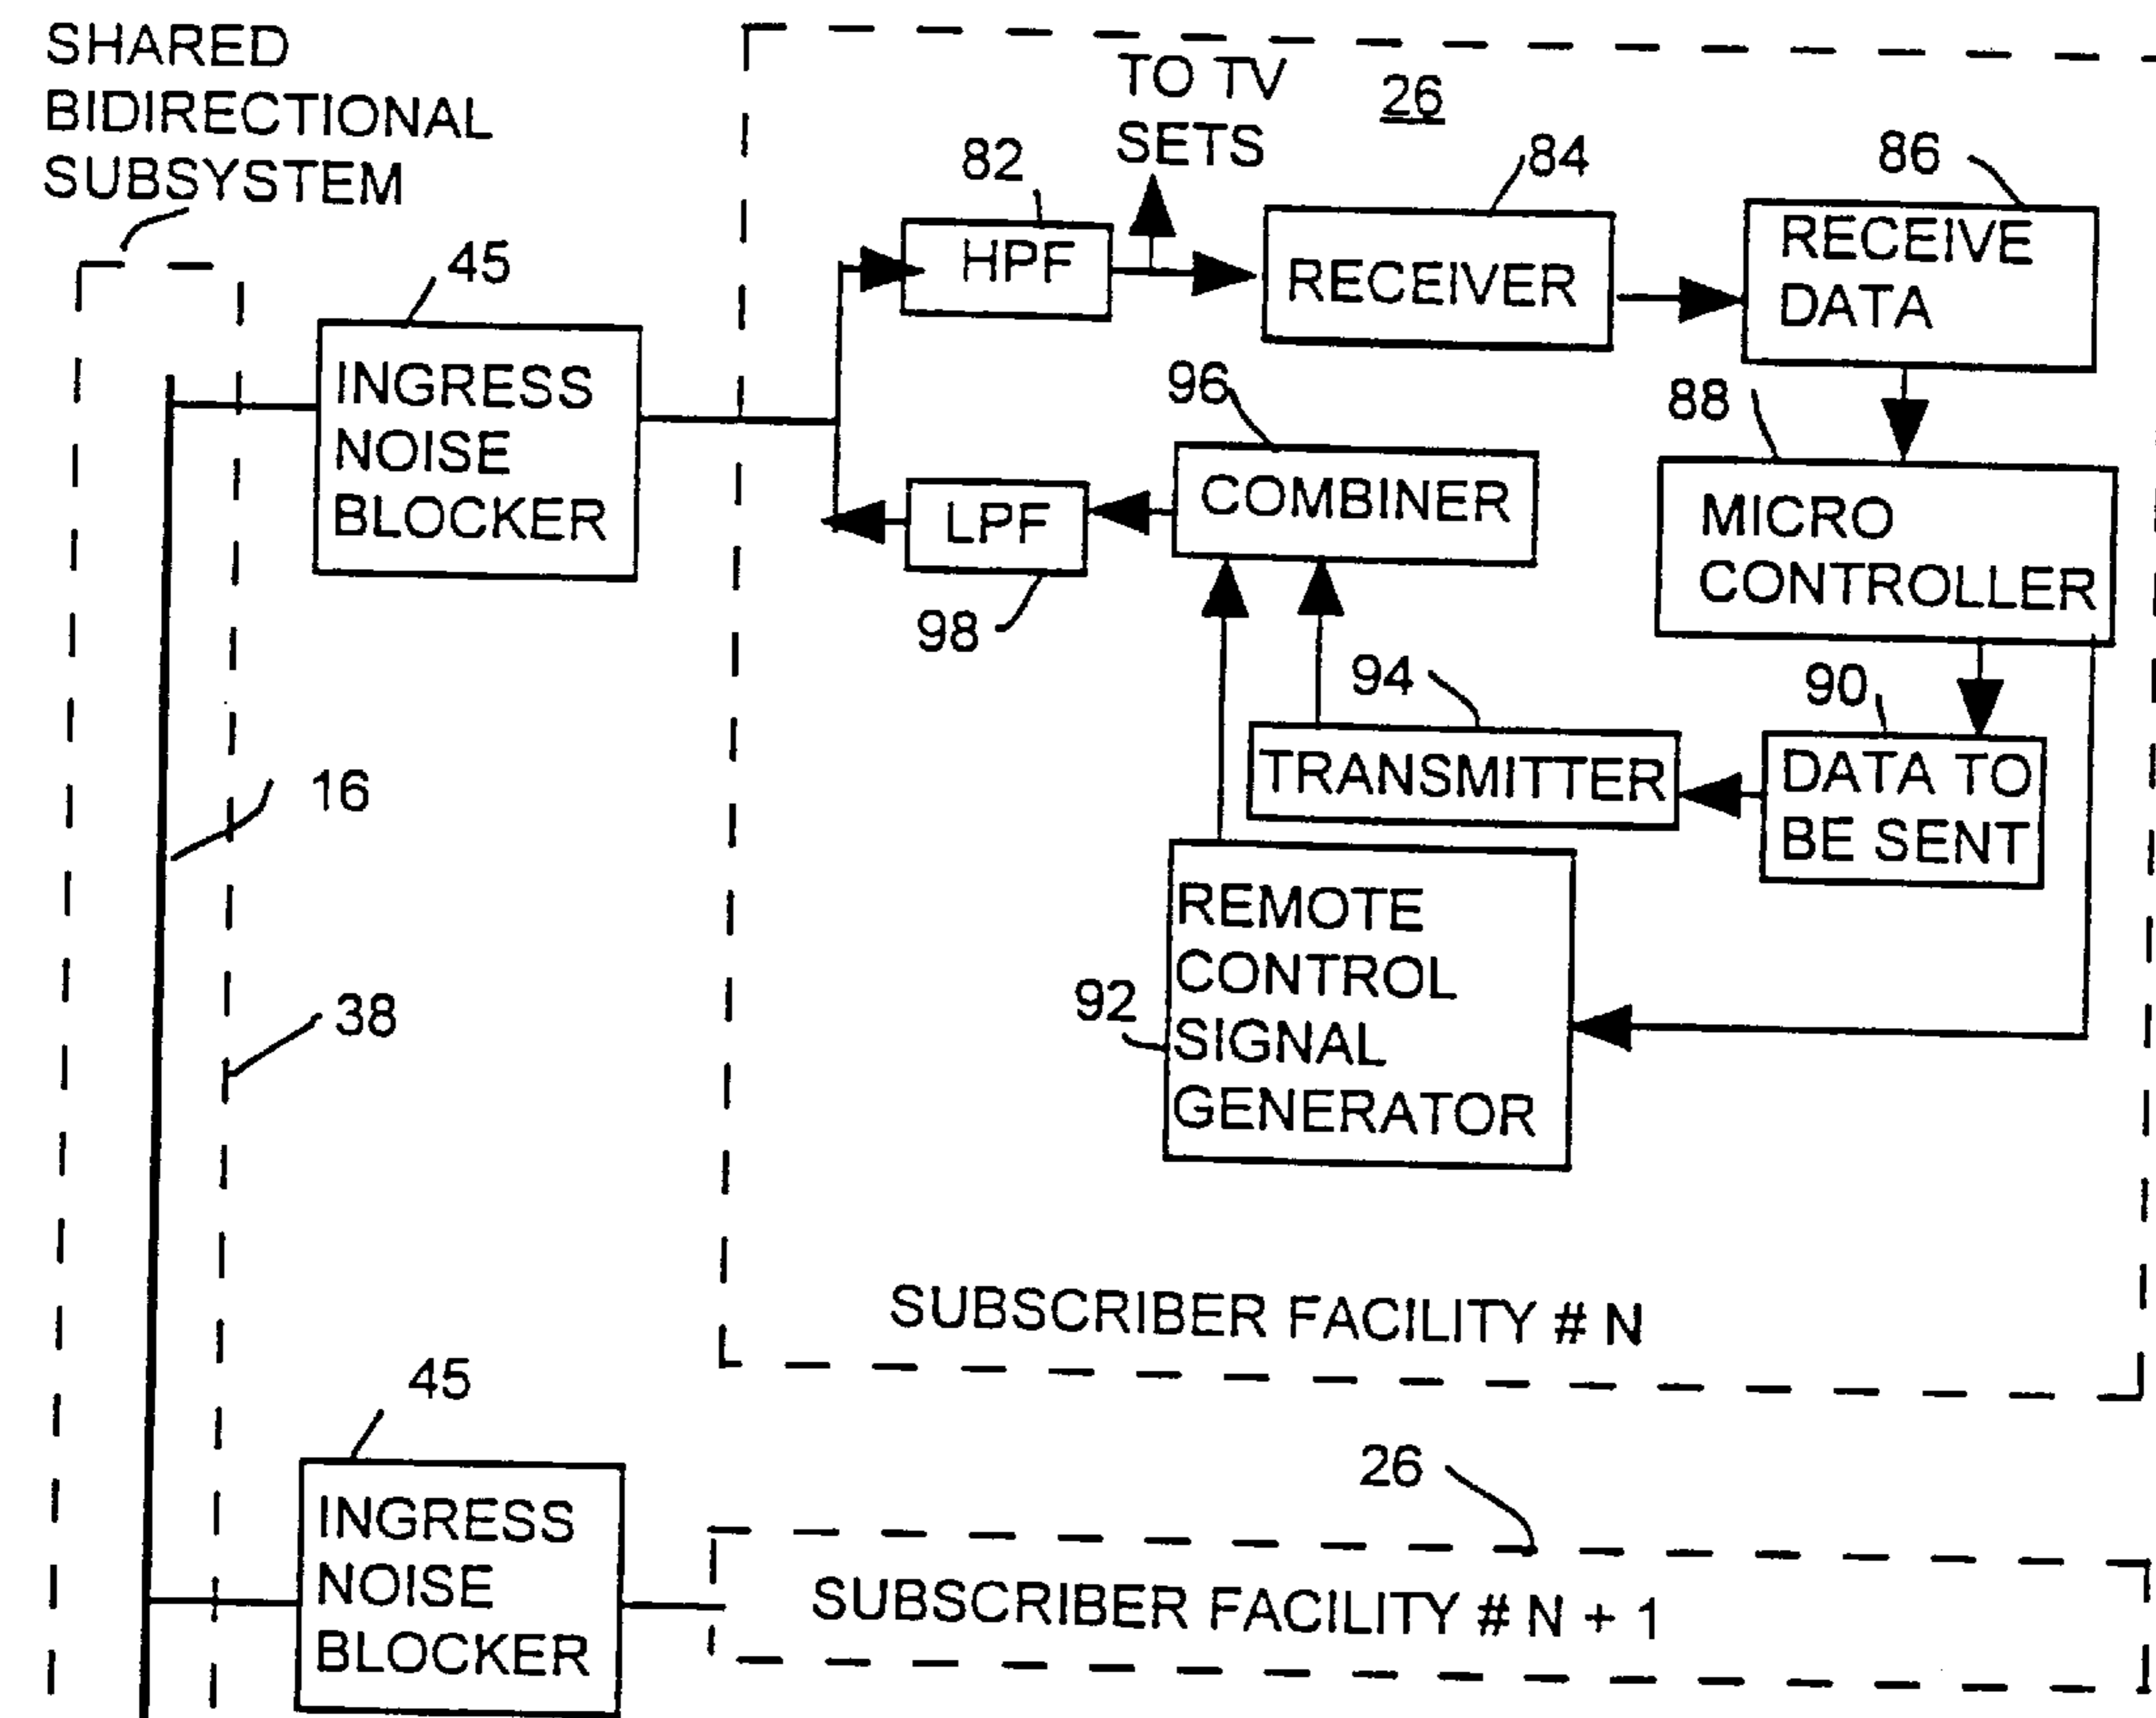 SHARED
BIDIRECTIONAL
SUBSYSTEM
TO TV
SETS
26
82
84
86
HPF
RECEIVER
RECEIVE
DATA
45
INGRESS
NOISE
BLOCKER
96
88
COMBINER
LPF
MICRO
CONTROLLER
98
94
90
TRANSMITTER
DATA TO
BE SENT
16
REMOTE
CONTROL
SIGNAL
GENERATOR
92
38
SUBSCRIBER FACILITY # N
45
26
INGRESS
NOISE
BLOCKER
SUBSCRIBER FACILITY # N + 1